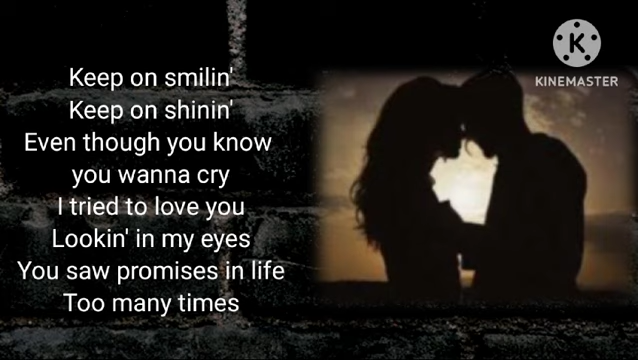 Keep on smilin'
Keep on shinin'
Even though you know
you wanna cry
I tried to love you
Lookin' in my eyes
You saw promises in life
Too many times
KINEMASTER